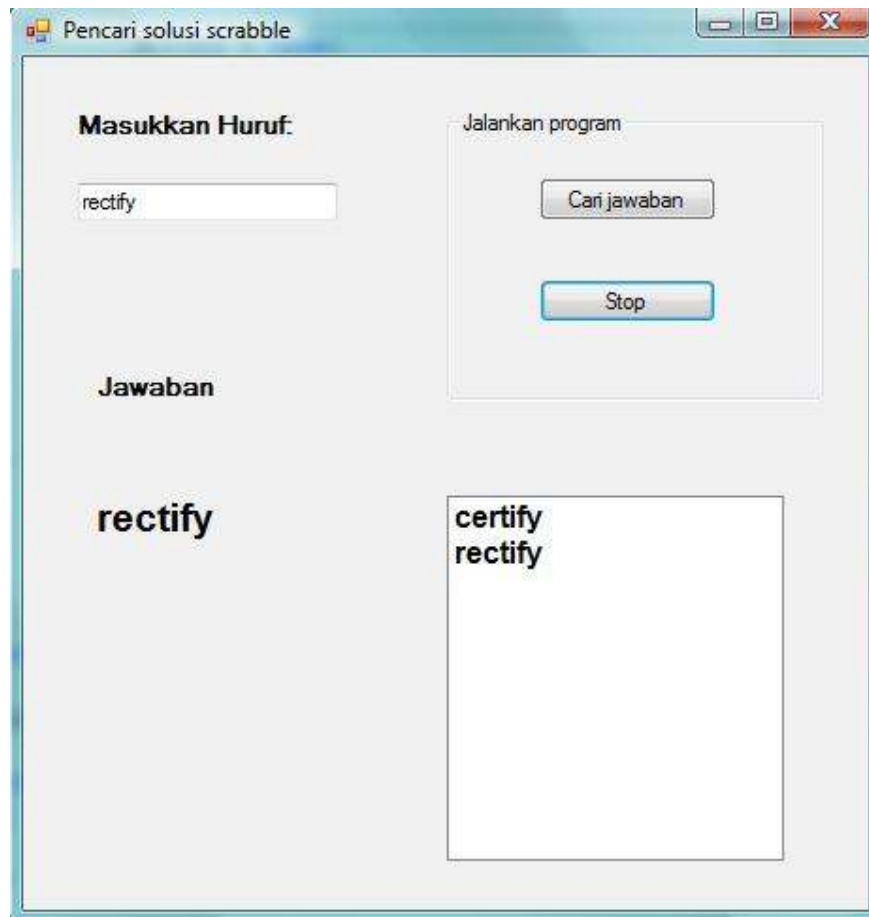 Pencari solusi scrabble
Masukkan Huruf:
rectify
Jalankan program
Cari jawaban
Stop
Jawaban
rectify
certify
rectify